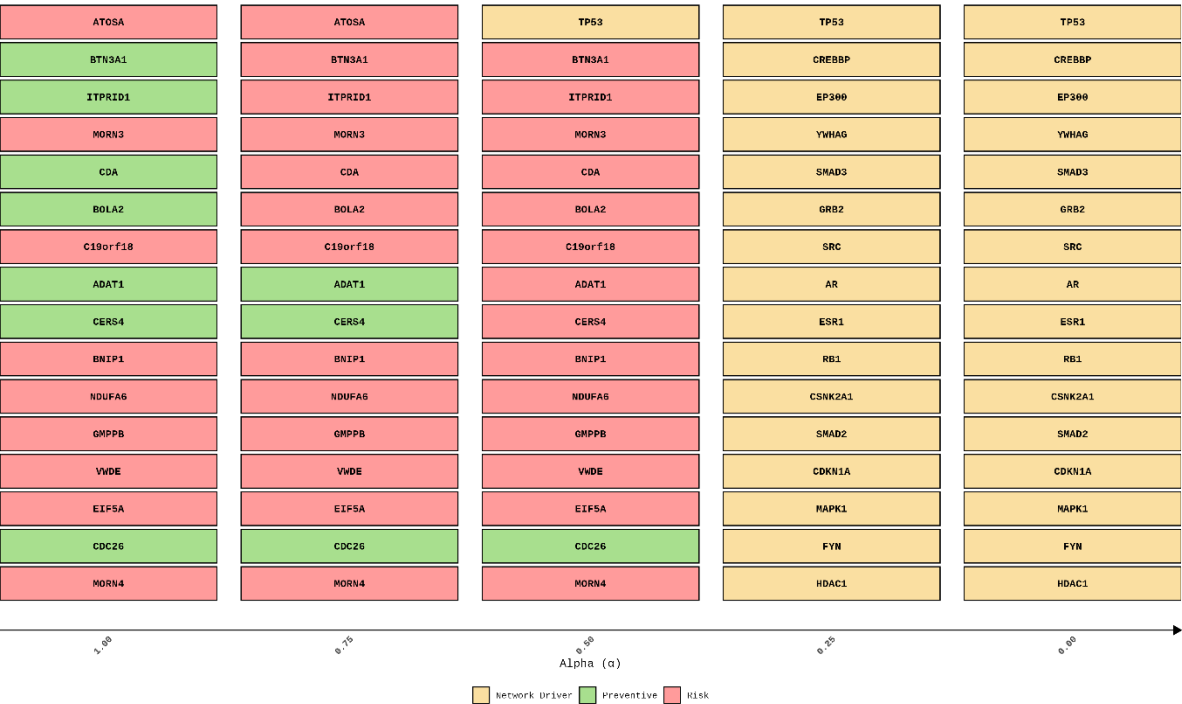 ATOSA ATOSA TP53 TP53 TP53
BTN3A1 BTN3A1 BTN3A1 CREBBP CREBBP
ITPRID1 ITPRID1 ITPRID1 EP300 EP300
MORN3 MORN3 MORN3 YWHAG YWHAG
CDA CDA CDA SMAD3 SMAD3
BOLA2 BOLA2 BOLA2 GRB2 GRB2
C19orf18 C19orf18 C19orf18 SRC SRC
ADAT1 ADAT1 ADAT1 AR AR
CERS4 CERS4 CERS4 ESR1 ESR1
BNIP1 BNIP1 BNIP1 RB1 RB1
NDUFA6 NDUFA6 NDUFA6 CSNK2A1 CSNK2A1
GMPPB GMPPB GMPPB SMAD2 SMAD2
VWDE VWDE VWDE CDKN1A CDKN1A
EIF5A EIF5A EIF5A MAPK1 MAPK1
CDC26 CDC26 CDC26 FYN FYN
MORN4 MORN4 MORN4 HDAC1 HDAC1
1.00 0.75 0.50 0.25 0.00
Alpha (α)
Network Driver Preventive Risk